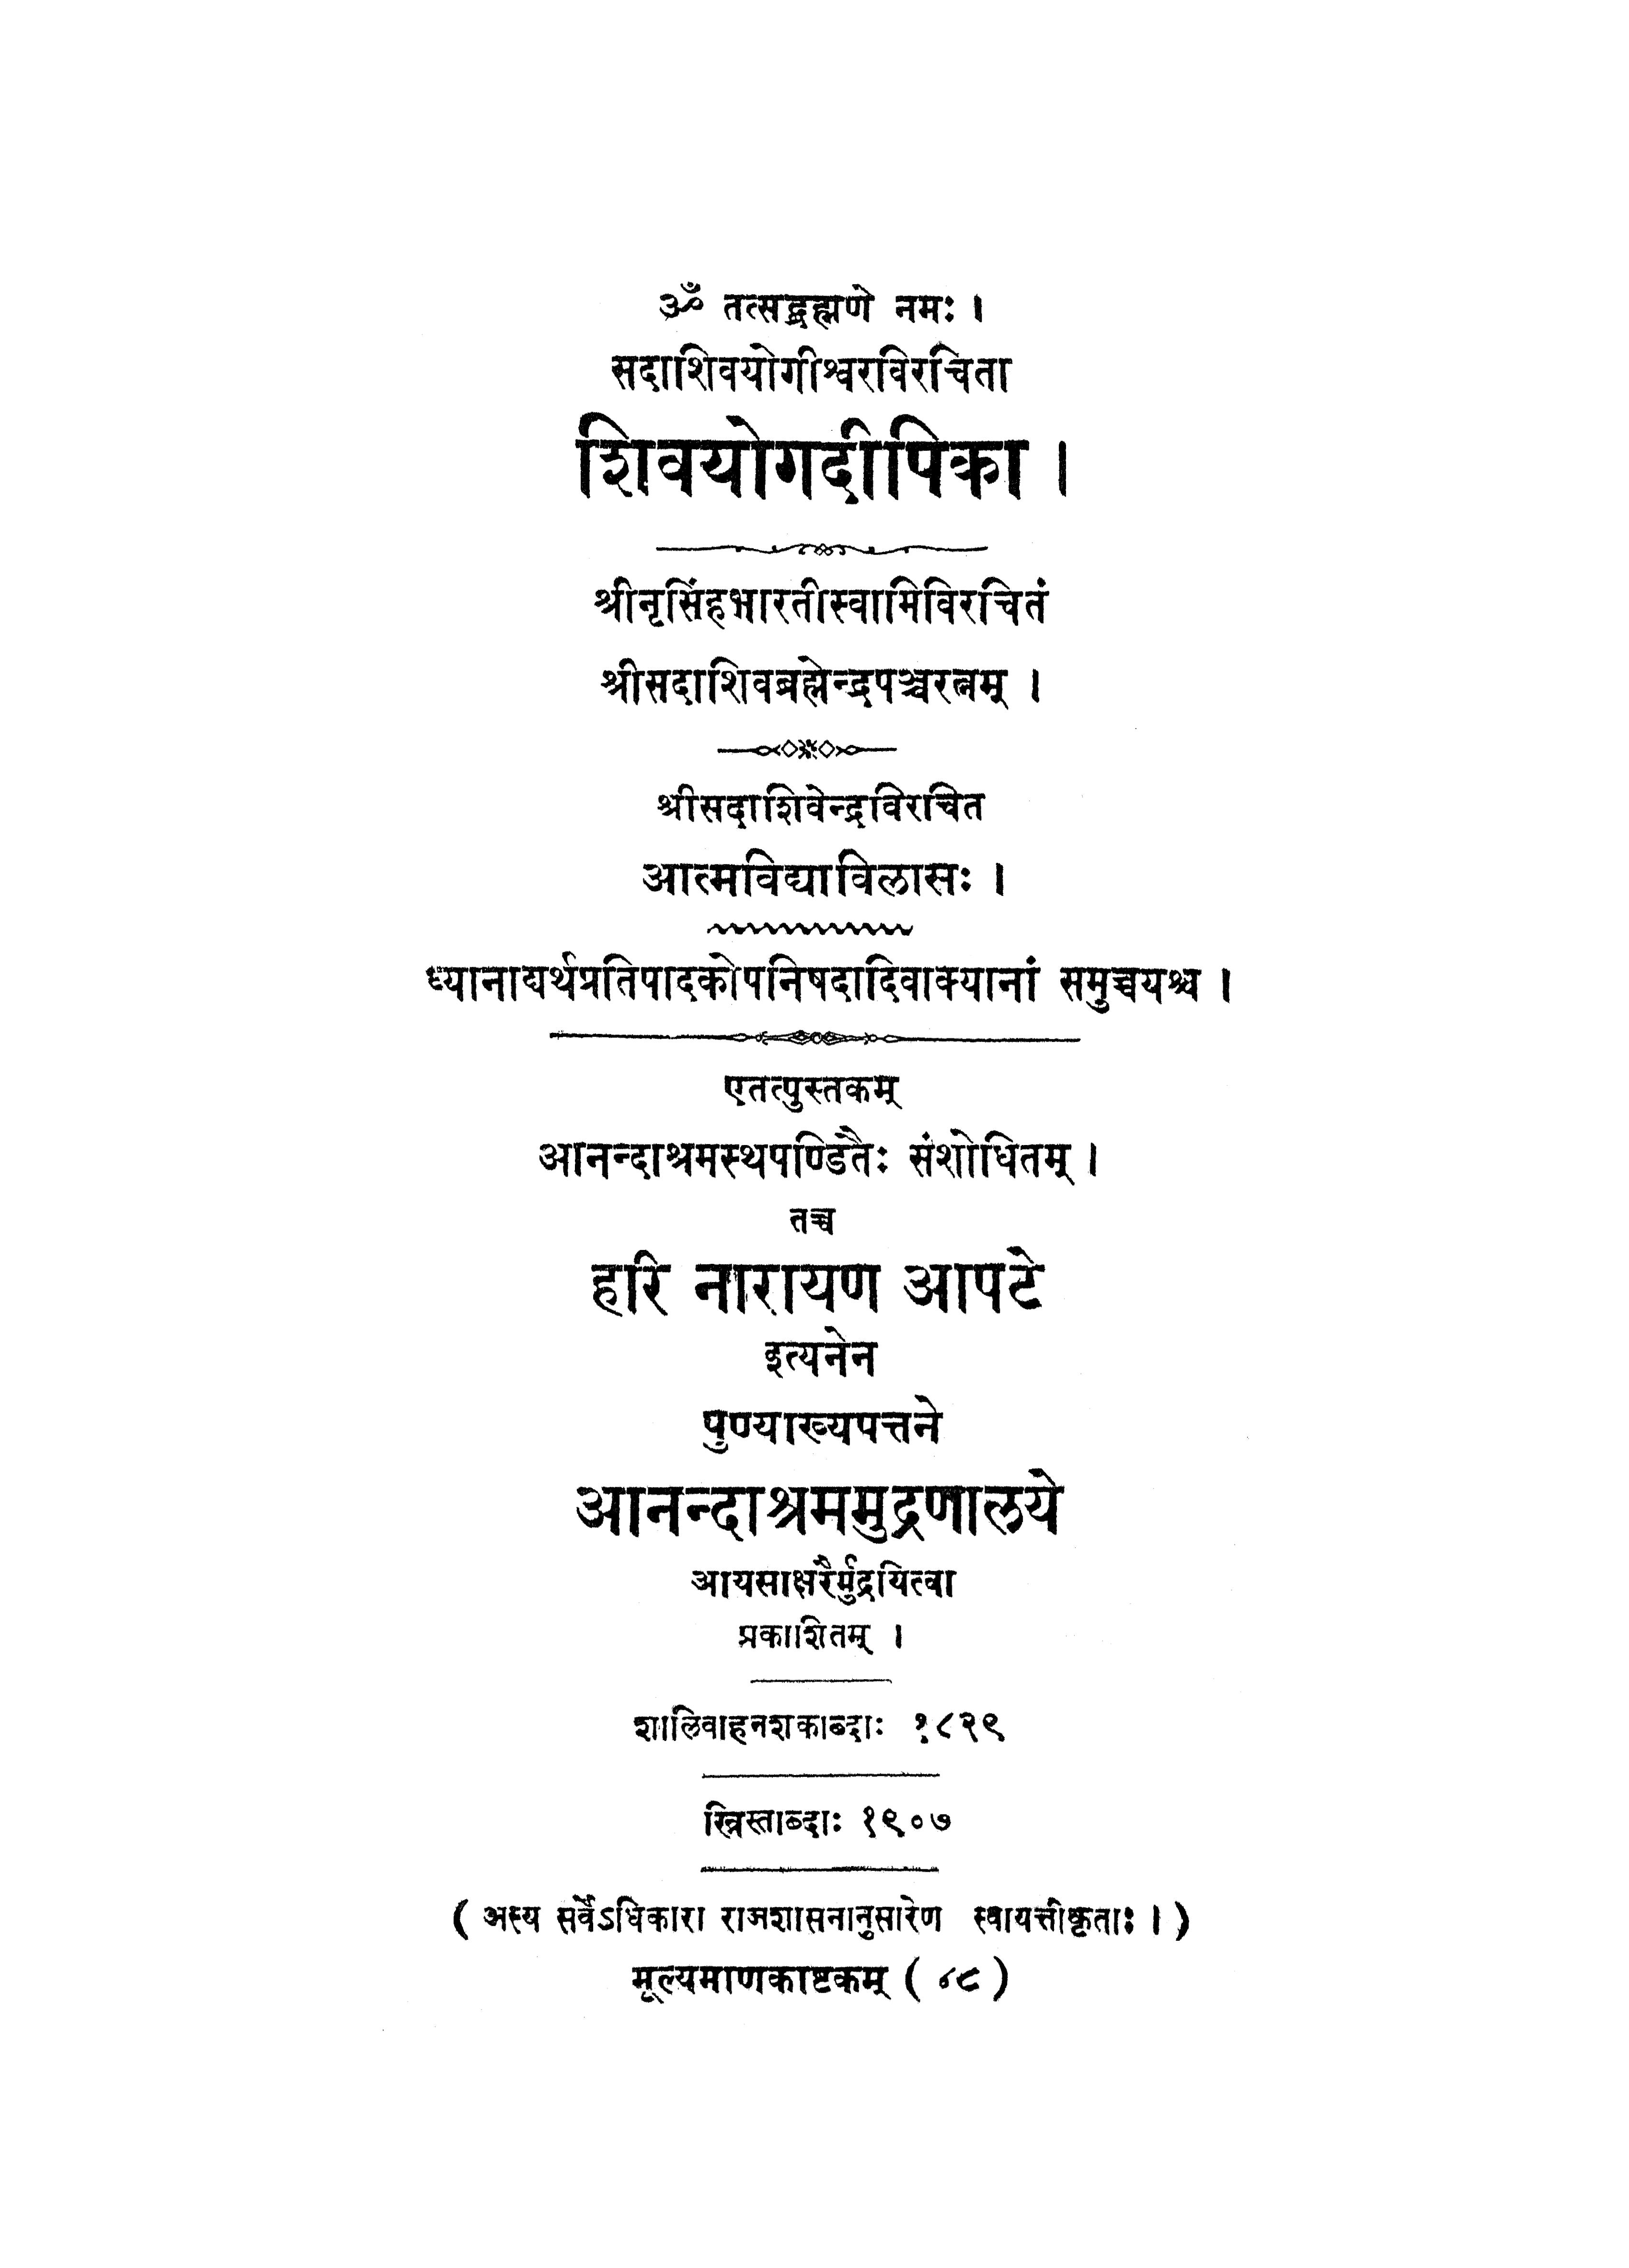 ॐ तत्सद्ब्रह्मणे नमः ।
सदाशिवयोगीश्वरविरचिता
शिवयोगदीपिका ।
श्रीनृसिंहभारतीस्वामिविरचितं
श्रीसदाशिवब्रह्मेन्द्रपञ्चरत्नम् ।
श्रीसदाशिवेन्द्रविरचित
आत्मविद्याविलासः ।
ध्यानाद्यर्थप्रतिपादकोपनिषदादिवाक्यानां समुच्चयश्च ।
एतत्पुस्तकम्
आनन्दाश्रमस्थपण्डितैः संशोधितम् ।
तच्च
हरि नारायण आपटे
इत्यनेन
पुण्याख्यपत्तने
आनन्दाश्रममुद्रणालये
आयसाक्षरैर्मुद्रयित्वा
प्रकाशितम् ।
शालिवाहनशकाब्दाः १८२९
ख्रिस्ताब्दाः १९०७
( अस्य सर्वेऽधिकारा राजशासनानुसारेण स्वायत्तीकृताः । )
मूल्यमाणकाष्टकम् ( ८८ )